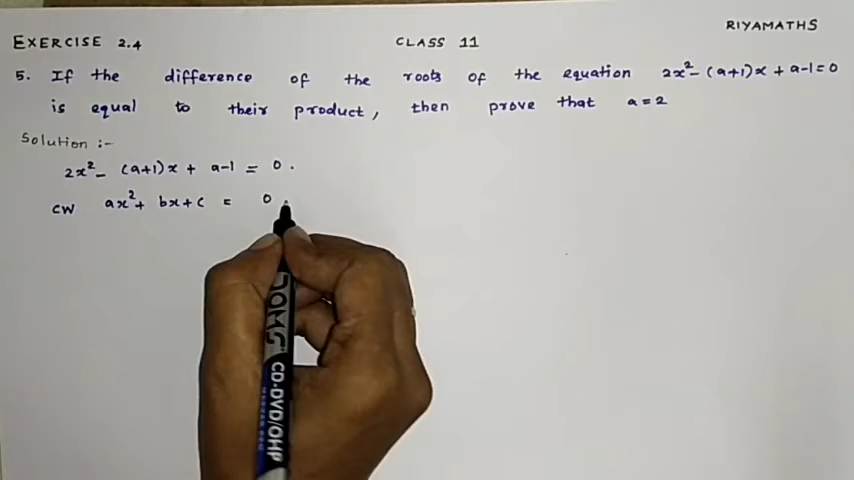 RIYAMATHS
EXERCISE 2.4 CLASS 11
5. If the difference of the roots of the equation 2x² - (a+1)x + a-1 = 0
is equal to their product, then prove that a = 2
Solution :-
2x² - (a+1)x + a-1 = 0.
CW ax² + bx + c = 0.
DOMS CD-DVD/OHP